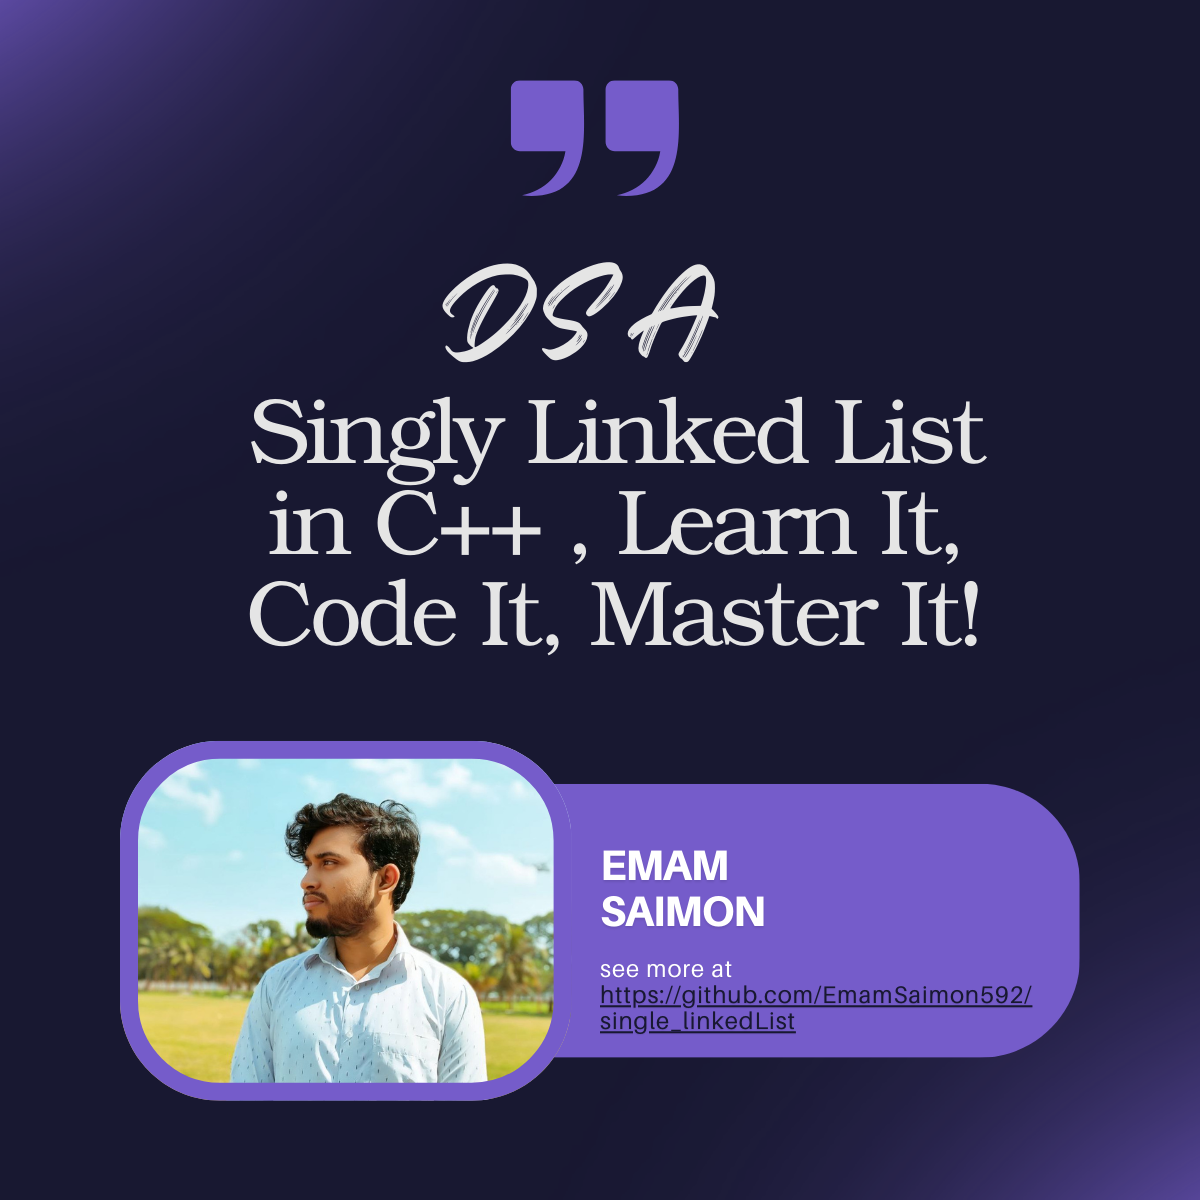 DSA
Singly Linked List
in C++ , Learn It,
Code It, Master It!
EMAM
SAIMON
see more at
https://github.com/EmamSaimon592/
single_linkedList